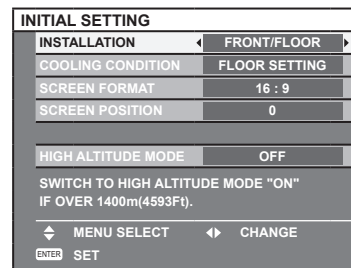 INITIAL SETTING
INSTALLATION FRONT/FLOOR
COOLING CONDITION FLOOR SETTING
SCREEN FORMAT 16 : 9
SCREEN POSITION 0
HIGH ALTITUDE MODE OFF
SWITCH TO HIGH ALTITUDE MODE "ON"
IF OVER 1400m(4593Ft).
MENU SELECT CHANGE
ENTER SET